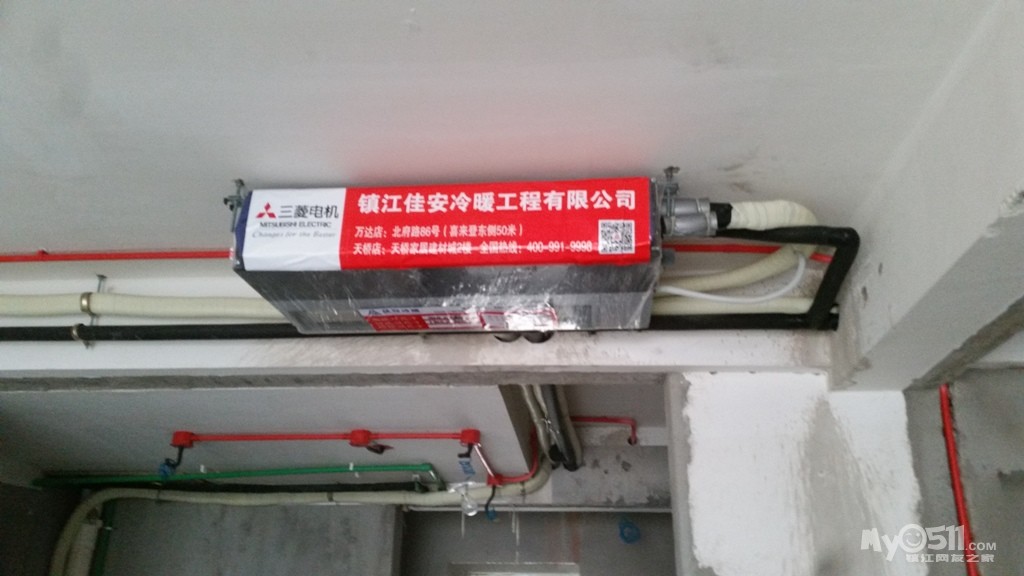 三菱电机
MITSUBISHI ELECTRIC
Changes for the Better
镇江佳安冷暖工程有限公司
万达店：北府路86号（喜来登东侧50米）
天桥店：天桥家居建材城2楼 全国热线：400-991-9998
MyO511.COM
镇江网友之家